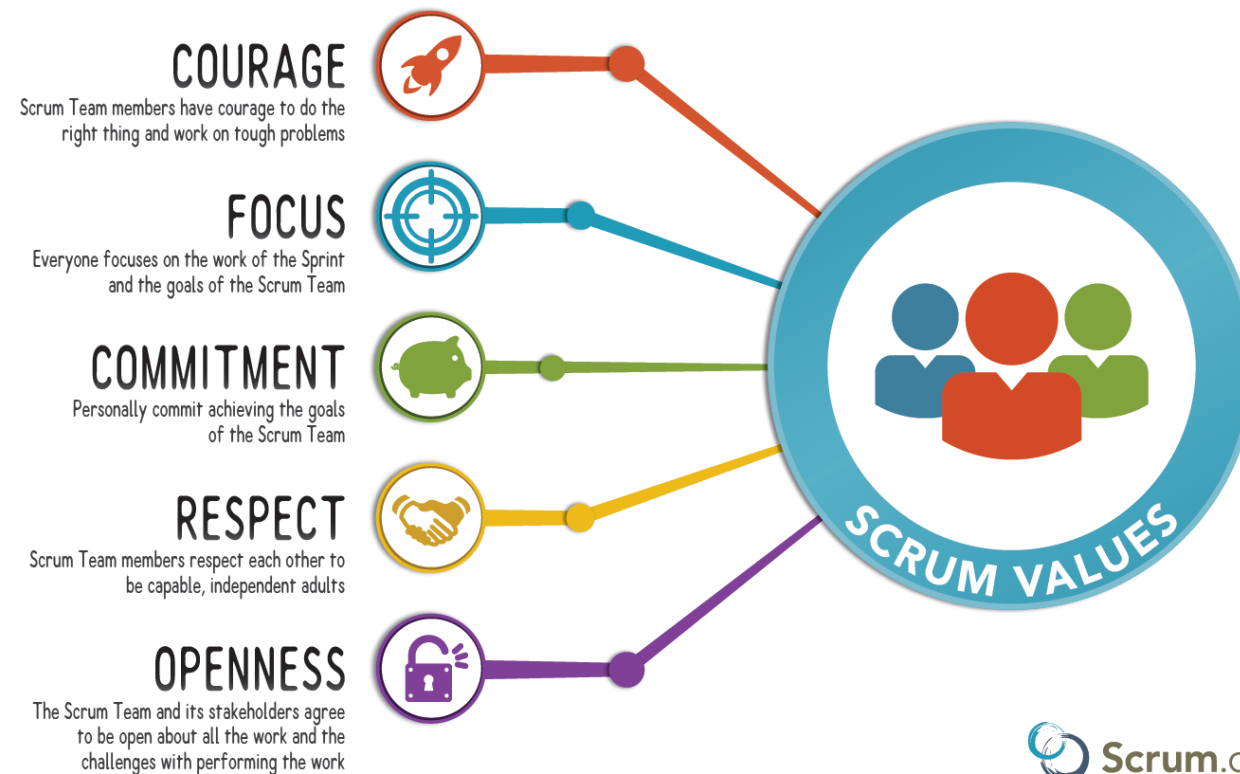 COURAGE
Scrum Team members have courage to do the
right thing and work on tough problems
FOCUS
Everyone focuses on the work of the Sprint
and the goals of the Scrum Team
COMMITMENT
Personally commit achieving the goals
of the Scrum Team
RESPECT
Scrum Team members respect each other to
be capable, independent adults
OPENNESS
The Scrum Team and its stakeholders agree
to be open about all the work and the
challenges with performing the work
SCRUM VALUES
Scrum.